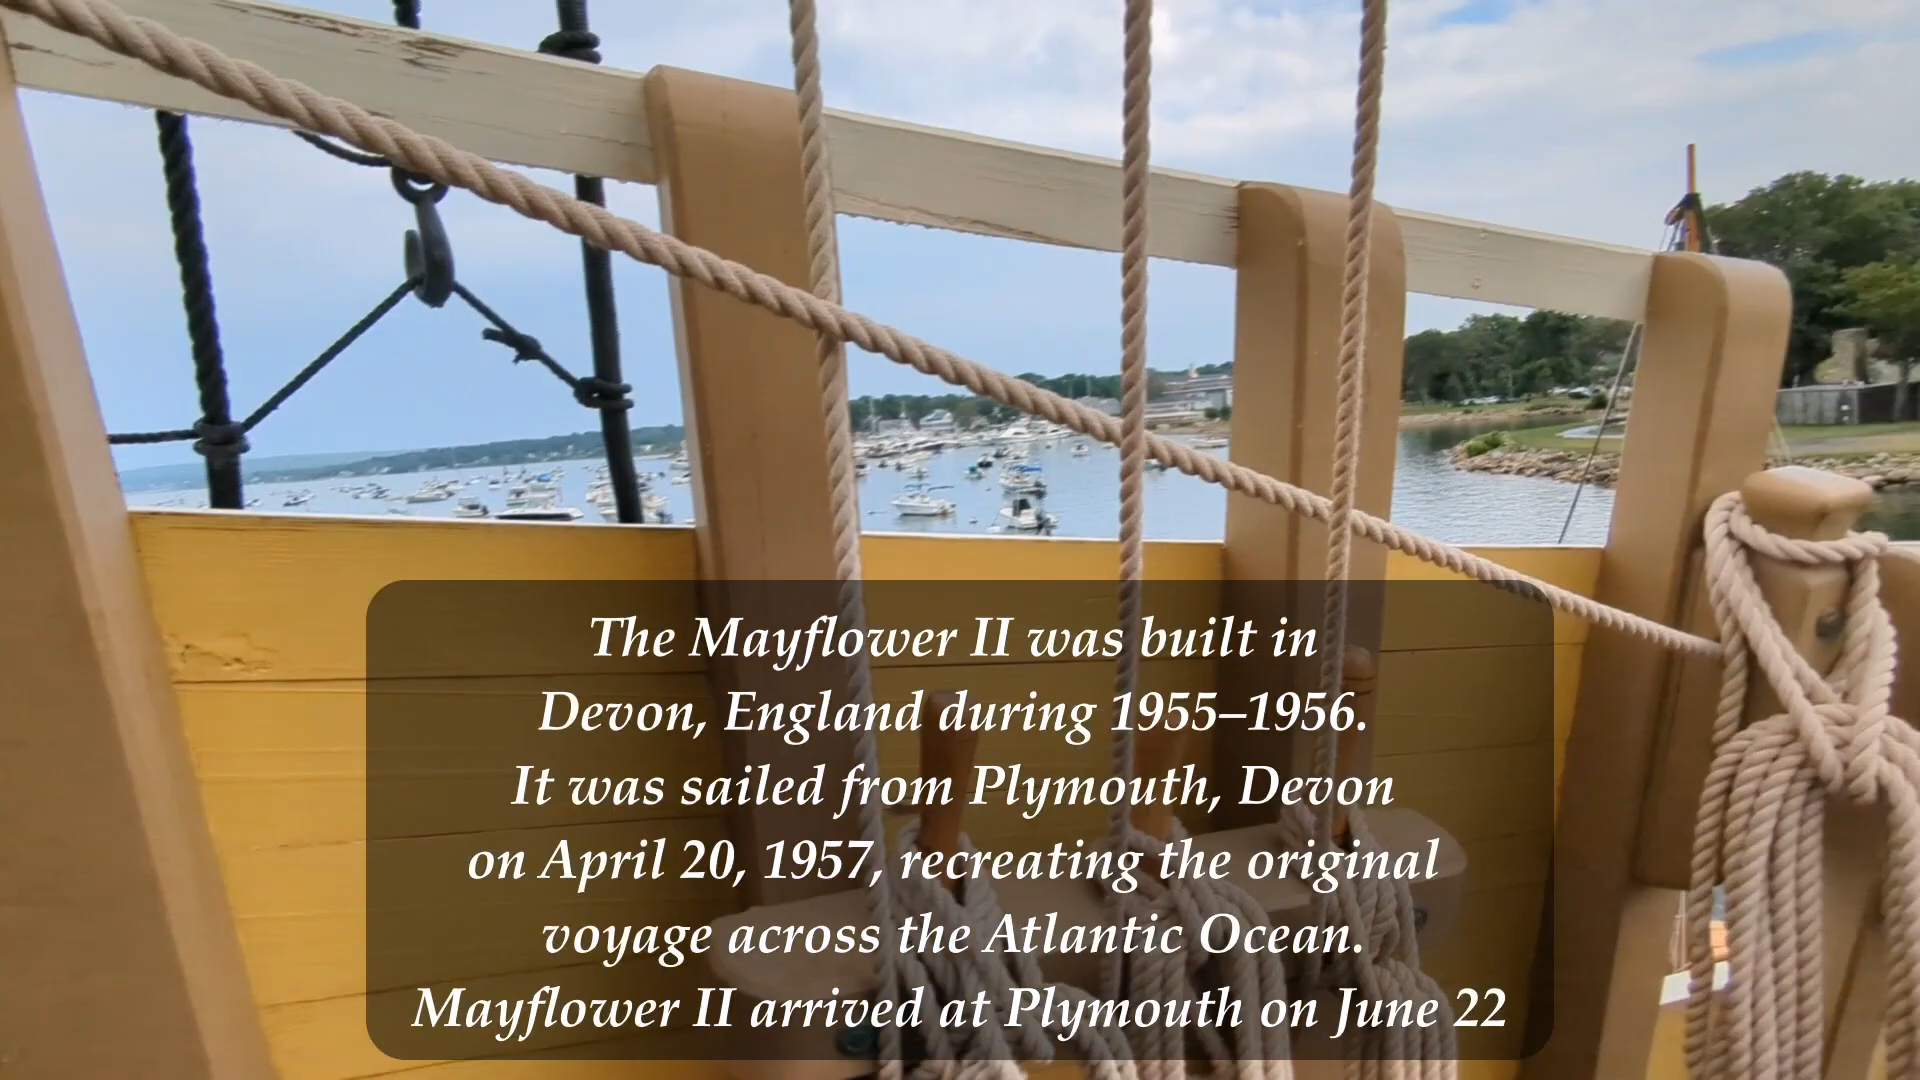 The Mayflower II was built in
Devon, England during 1955–1956.
It was sailed from Plymouth, Devon
on April 20, 1957, recreating the original
voyage across the Atlantic Ocean.
Mayflower II arrived at Plymouth on June 22